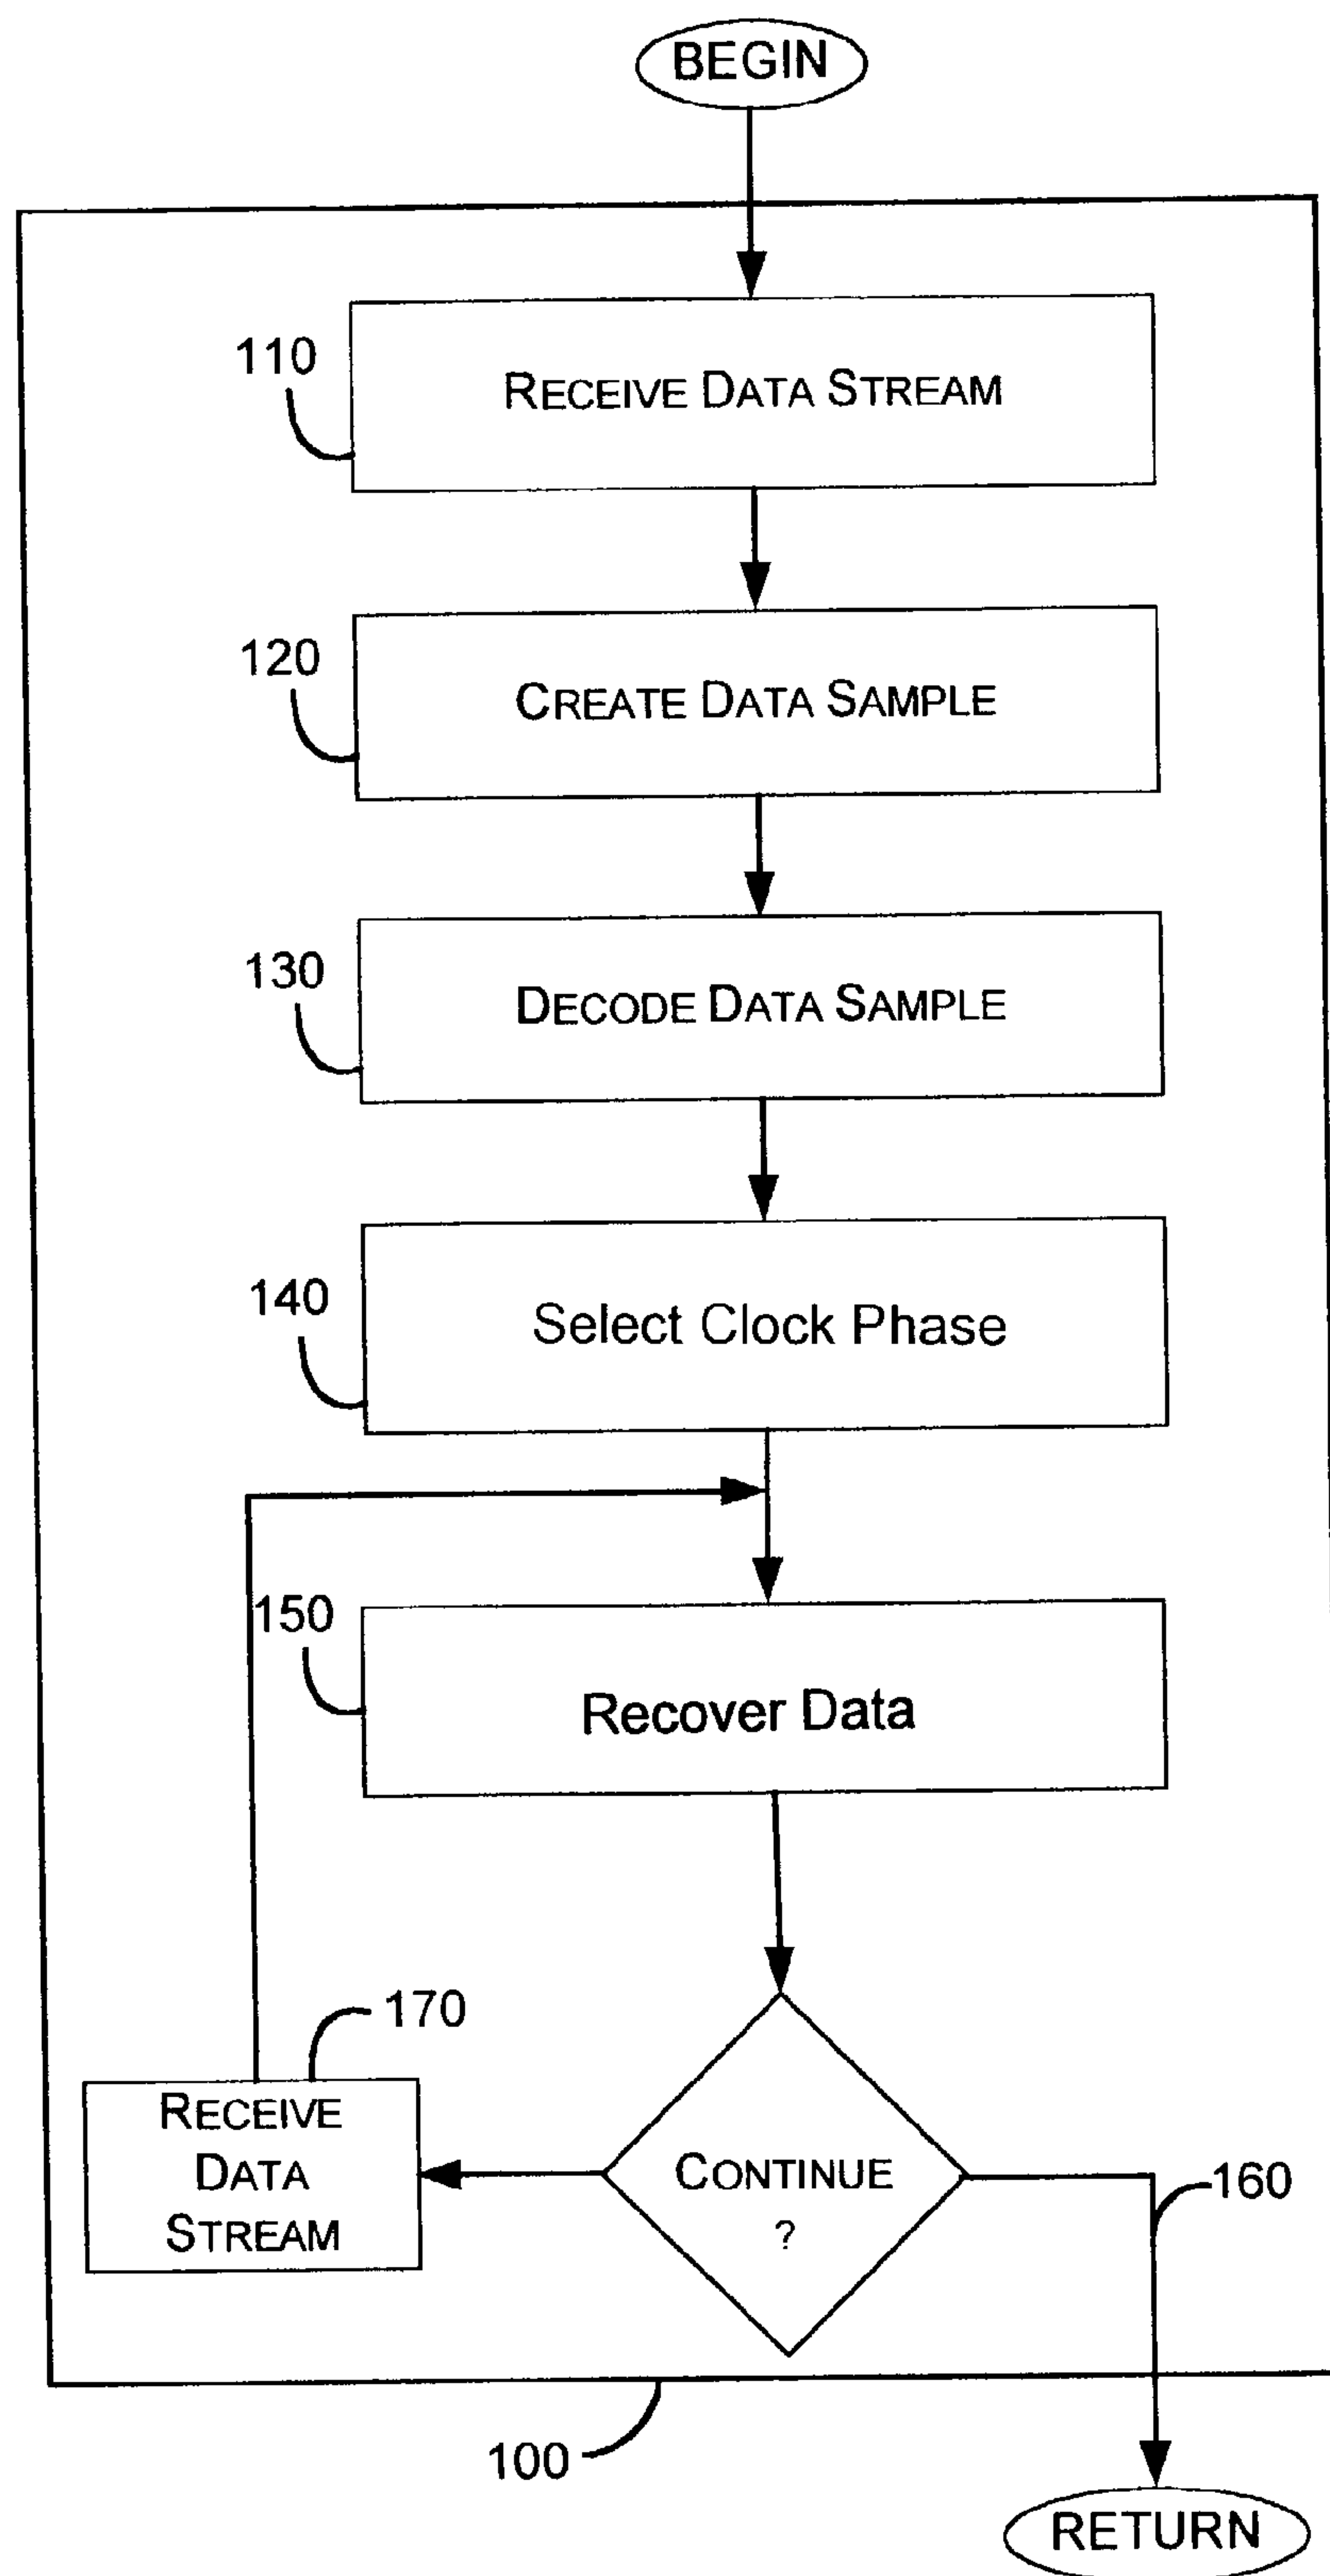 BEGIN
110
RECEIVE DATA STREAM
120
CREATE DATA SAMPLE
130
DECODE DATA SAMPLE
140
Select Clock Phase
150
Recover Data
170
RECEIVE
DATA
STREAM
CONTINUE
?
160
100
RETURN